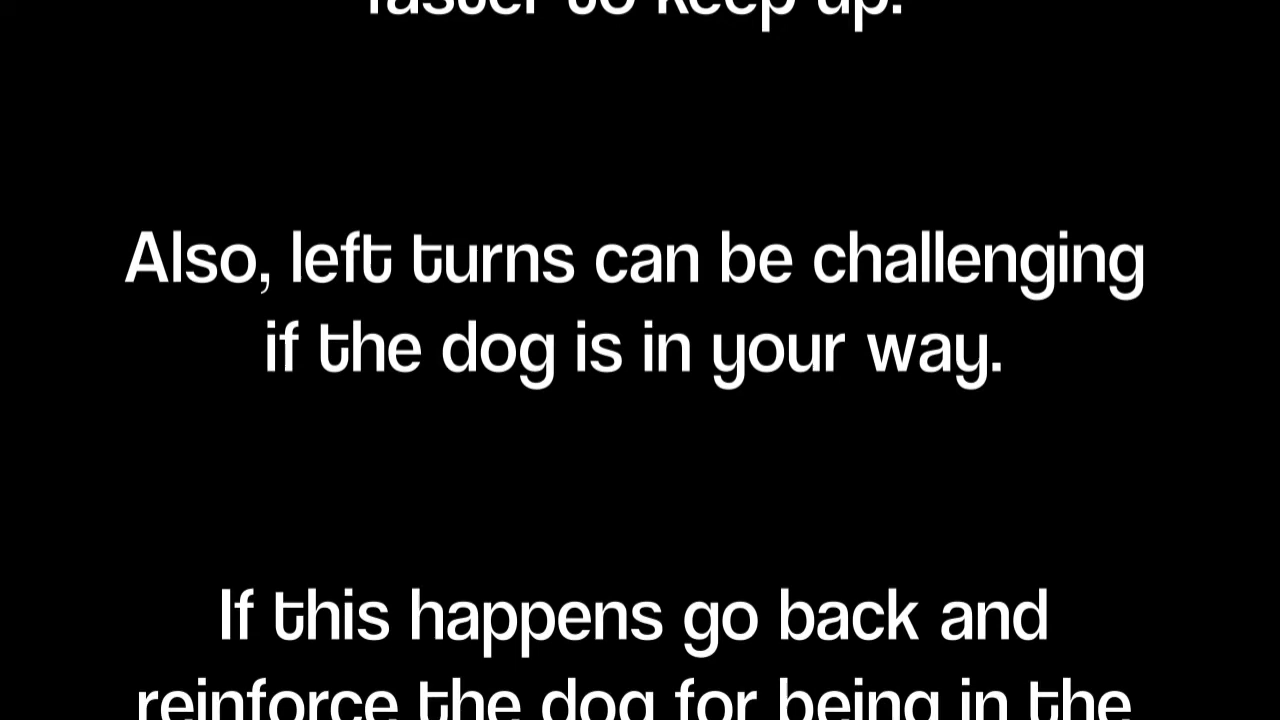 faster to keep up.
Also, left turns can be challenging
if the dog is in your way.
If this happens go back and
reinforce the dog for being in the